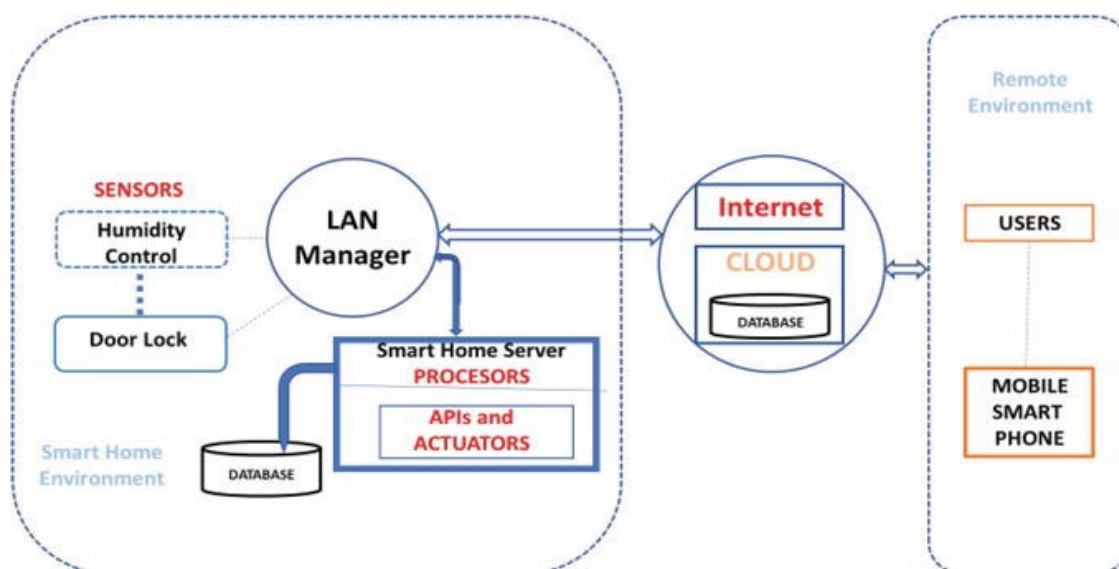 SENSORS
Humidity
Control
Door Lock
LAN
Manager
Smart Home Server
PROCESORS
APIs and
ACTUATORS
DATABASE
Smart Home
Environment
Internet
CLOUD
DATABASE
Remote
Environment
USERS
MOBILE
SMART
PHONE